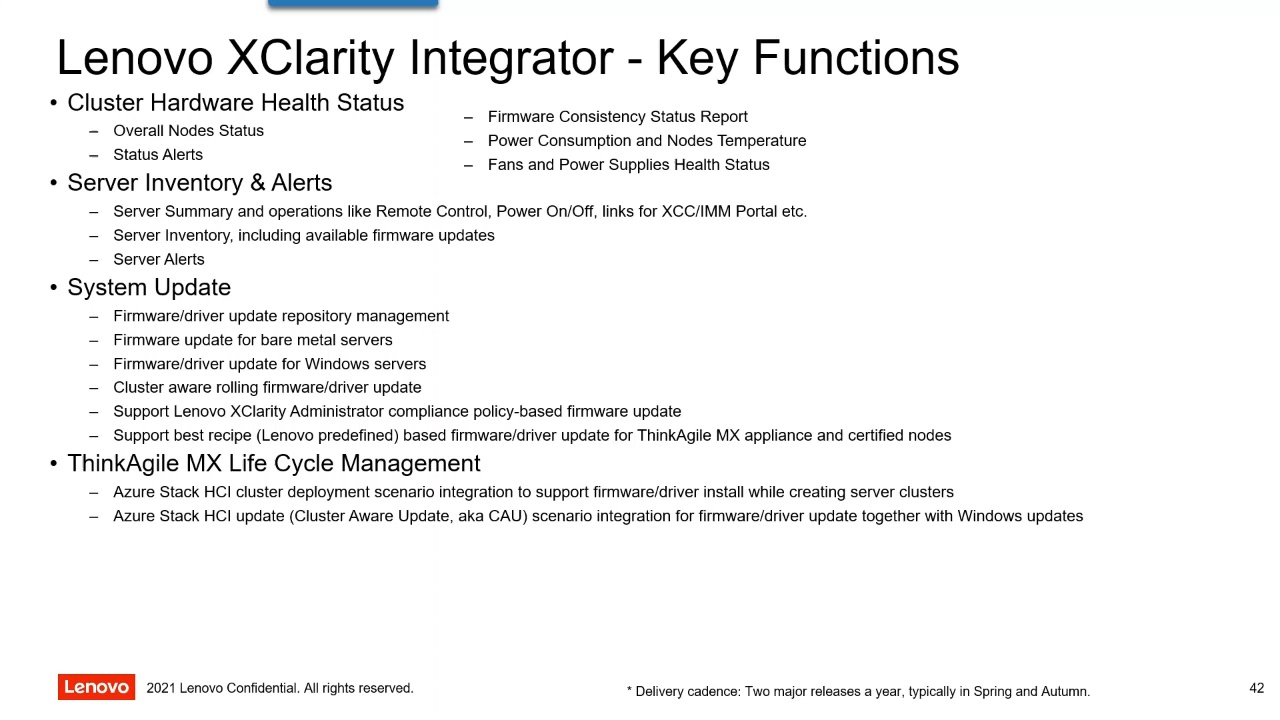 Lenovo XClarity Integrator - Key Functions
• Cluster Hardware Health Status
– Overall Nodes Status
– Status Alerts
– Firmware Consistency Status Report
– Power Consumption and Nodes Temperature
– Fans and Power Supplies Health Status
• Server Inventory & Alerts
– Server Summary and operations like Remote Control, Power On/Off, links for XCC/IMM Portal etc.
– Server Inventory, including available firmware updates
– Server Alerts
• System Update
– Firmware/driver update repository management
– Firmware update for bare metal servers
– Firmware/driver update for Windows servers
– Cluster aware rolling firmware/driver update
– Support Lenovo XClarity Administrator compliance policy-based firmware update
– Support best recipe (Lenovo predefined) based firmware/driver update for ThinkAgile MX appliance and certified nodes
• ThinkAgile MX Life Cycle Management
– Azure Stack HCI cluster deployment scenario integration to support firmware/driver install while creating server clusters
– Azure Stack HCI update (Cluster Aware Update, aka CAU) scenario integration for firmware/driver update together with Windows updates
Lenovo
2021 Lenovo Confidential. All rights reserved.
* Delivery cadence: Two major releases a year, typically in Spring and Autumn.
42